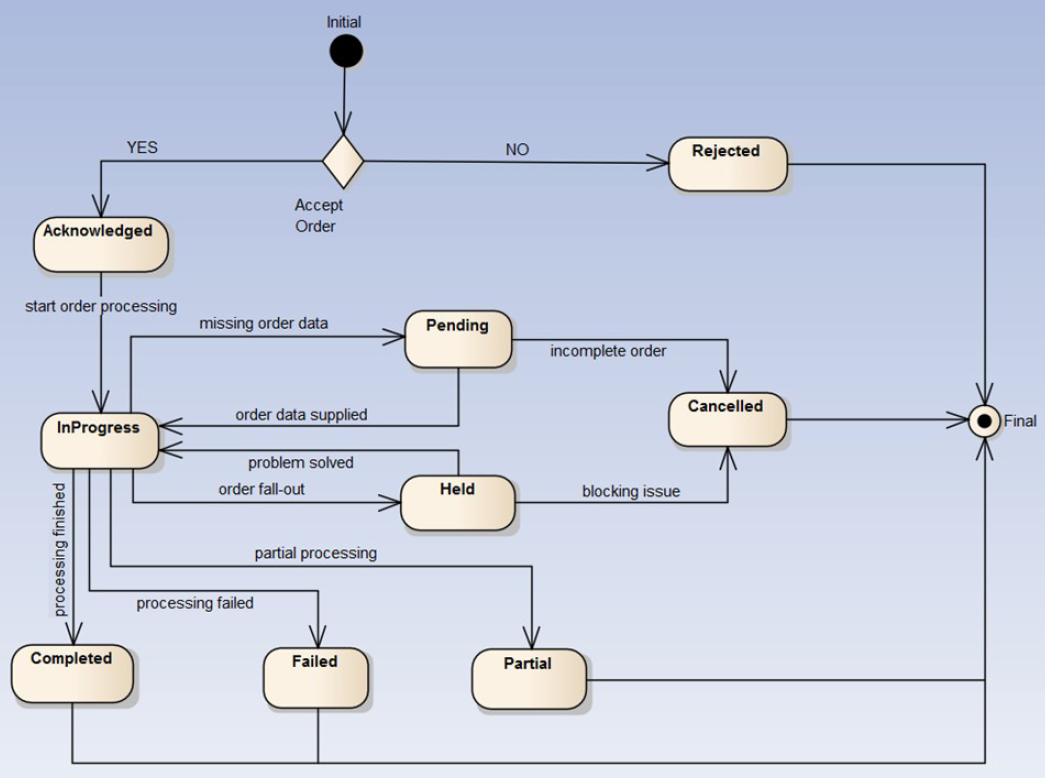 Initial
YES
NO
Rejected
Accept
Order
Acknowledged
start order processing
missing order data
Pending
incomplete order
Cancelled
order data supplied
InProgress
Final
problem solved
order fall-out
Held
blocking issue
processing finished
partial processing
processing failed
Completed
Failed
Partial